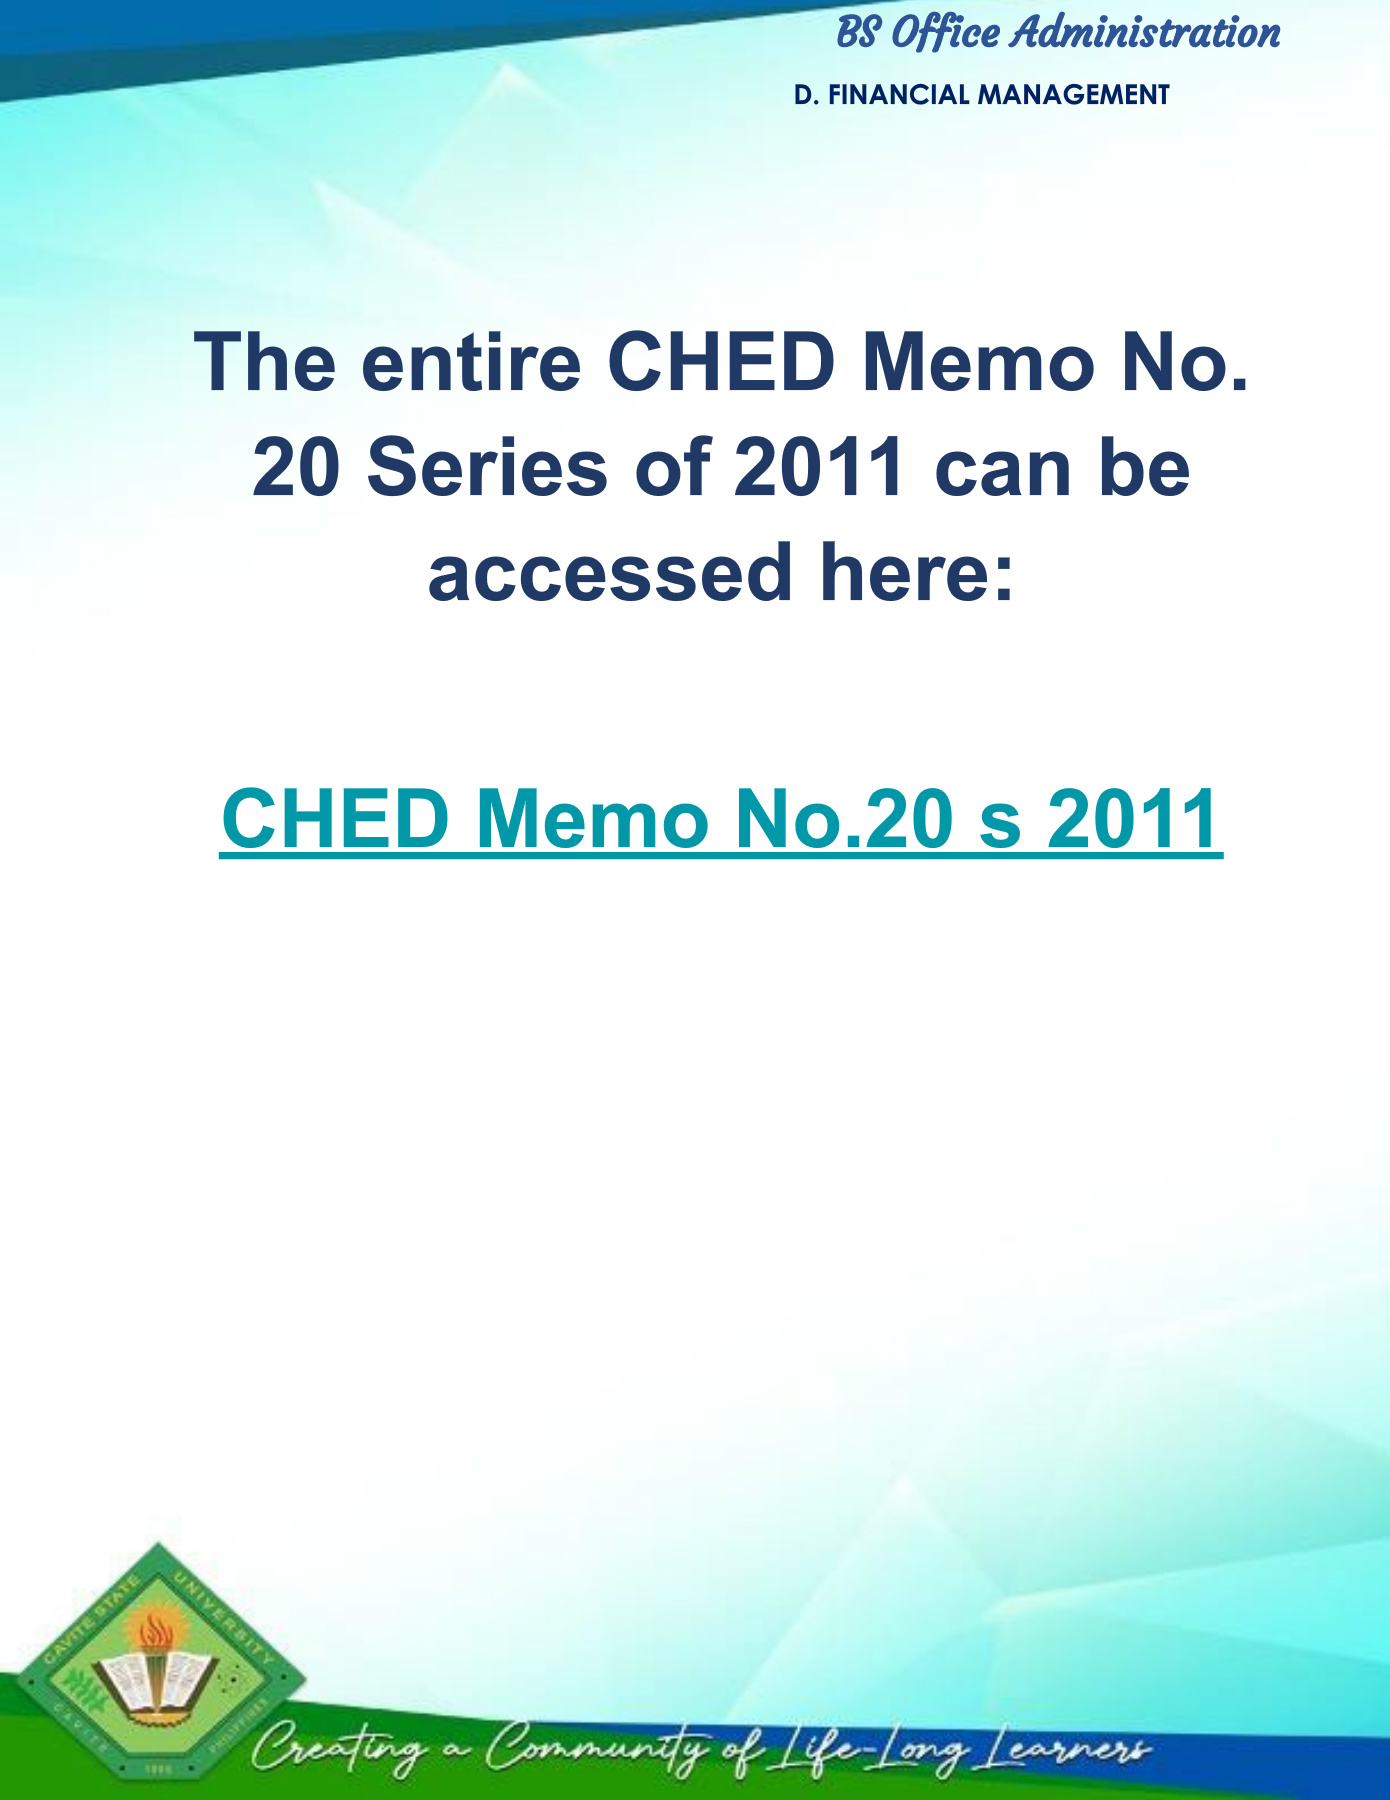 BS Office Administration
D. FINANCIAL MANAGEMENT
The entire CHED Memo No.
20 Series of 2011 can be
accessed here:
CHED Memo No.20 s 2011
CAVITE STATE UNIVERSITY
CAVITE
PHILIPPINES
1906
Creating a Community of Life-Long Learners